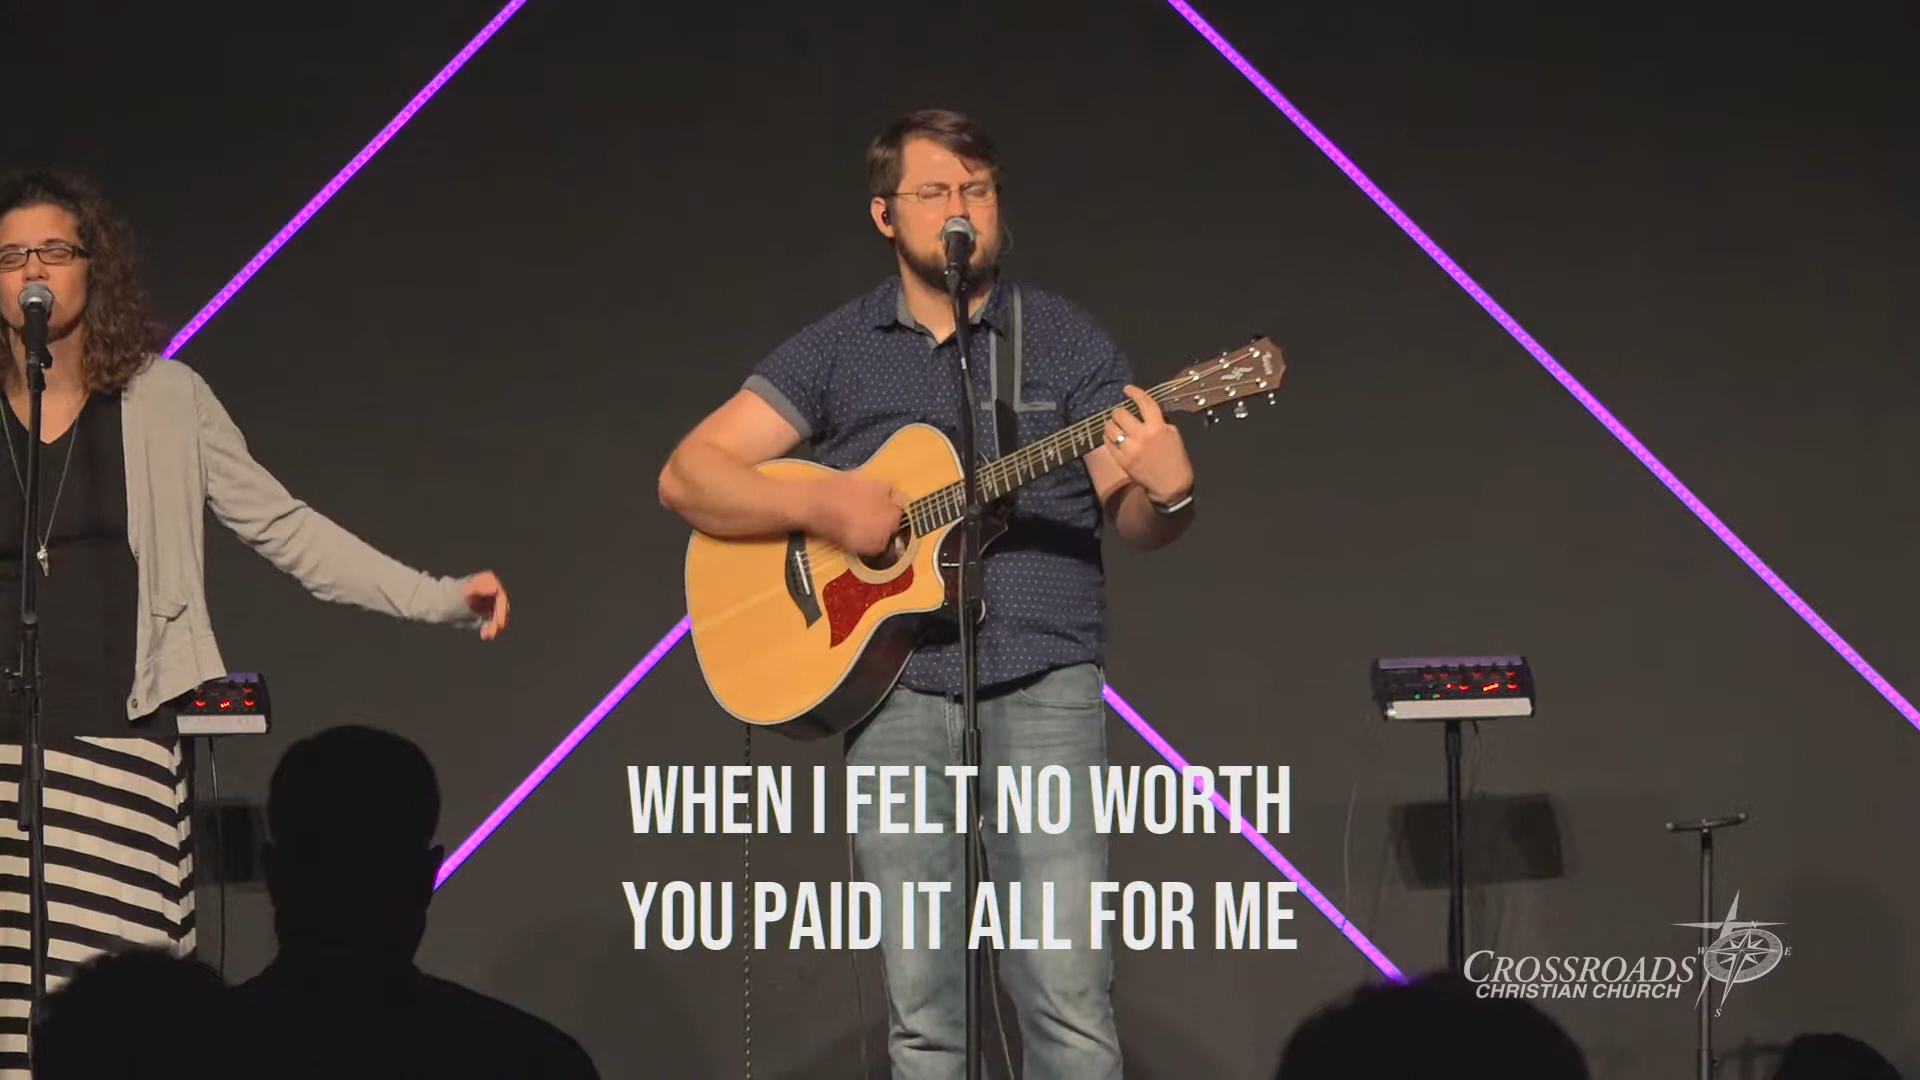 WHEN I FELT NO WORTH
YOU PAID IT ALL FOR ME
CROSSROADS
CHRISTIAN CHURCH
N
W
E
S